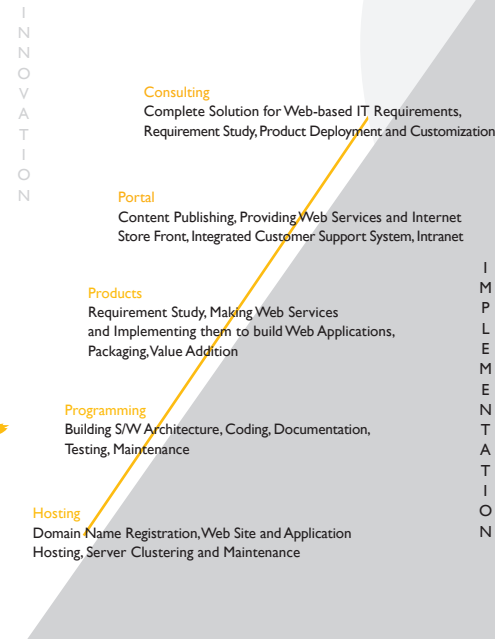 INNOVATION
Consulting
Complete Solution for Web-based IT Requirements,
Requirement Study, Product Deployment and Customization
Portal
Content Publishing, Providing Web Services and Internet
Store Front, Integrated Customer Support System, Intranet
IMPLEMENTATION
Products
Requirement Study, Making Web Services
and Implementing them to build Web Applications,
Packaging, Value Addition
Programming
Building S/W Architecture, Coding, Documentation,
Testing, Maintenance
Hosting
Domain Name Registration, Web Site and Application
Hosting, Server Clustering and Maintenance